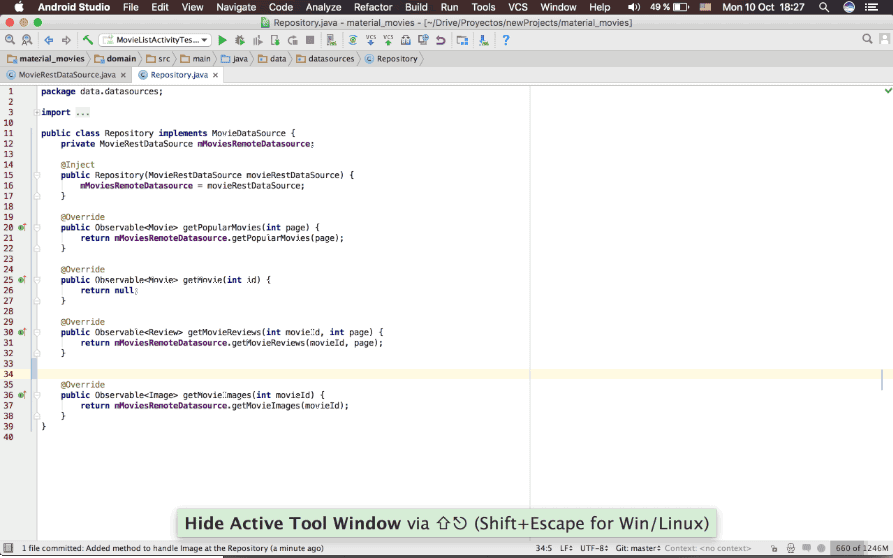 Android Studio File Edit View Navigate Code Analyze Refactor Build Run Tools VCS Window Help 49 % Mon 10 Oct 18:27
Repository.java - material_movies - [~/Drive/Proyectos/newProjects/material_movies]
MovieListActivityTes... VCS VCS ?
material_movies domain src main java data datasources Repository
MovieRestDataSource.java × Repository.java ×
1 package data.datasources;
2
3 import ...
10
11 public class Repository implements MovieDataSource {
12 private MovieRestDataSource mMoviesRemoteDatasource;
13
14 @Inject
15 public Repository(MovieRestDataSource movieRestDataSource) {
16 mMoviesRemoteDatasource = movieRestDataSource;
17 }
18
19 @Override
20 public Observable<Movie> getPopularMovies(int page) {
21 return mMoviesRemoteDatasource.getPopularMovies(page);
22 }
23
24 @Override
25 public Observable<Movie> getMovie(int id) {
26 return null;
27 }
28
29 @Override
30 public Observable<Review> getMovieReviews(int movieId, int page) {
31 return mMoviesRemoteDatasource.getMovieReviews(movieId, page);
32 }
33
34
35 @Override
36 public Observable<Image> getMovieImages(int movieId) {
37 return mMoviesRemoteDatasource.getMovieImages(movieId);
38 }
39 }
40
Hide Active Tool Window via ⇧⎋ (Shift+Escape for Win/Linux)
1 file committed: Added method to handle Image at the Repository (a minute ago) 34:5 LF÷ UTF-8÷ Git: master÷ Context: <no context> 660 of 1246M